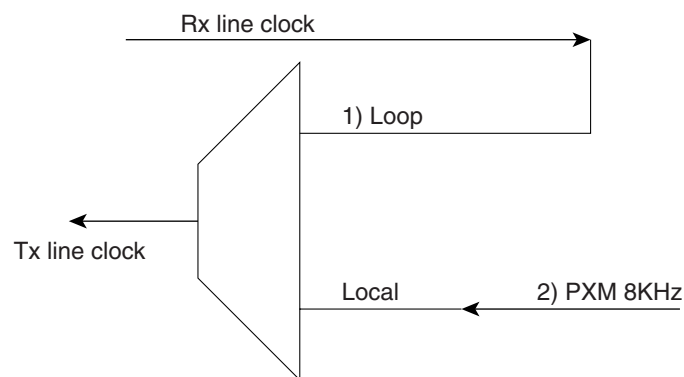 Rx line clock
1) Loop
Tx line clock
Local
2) PXM 8KHz